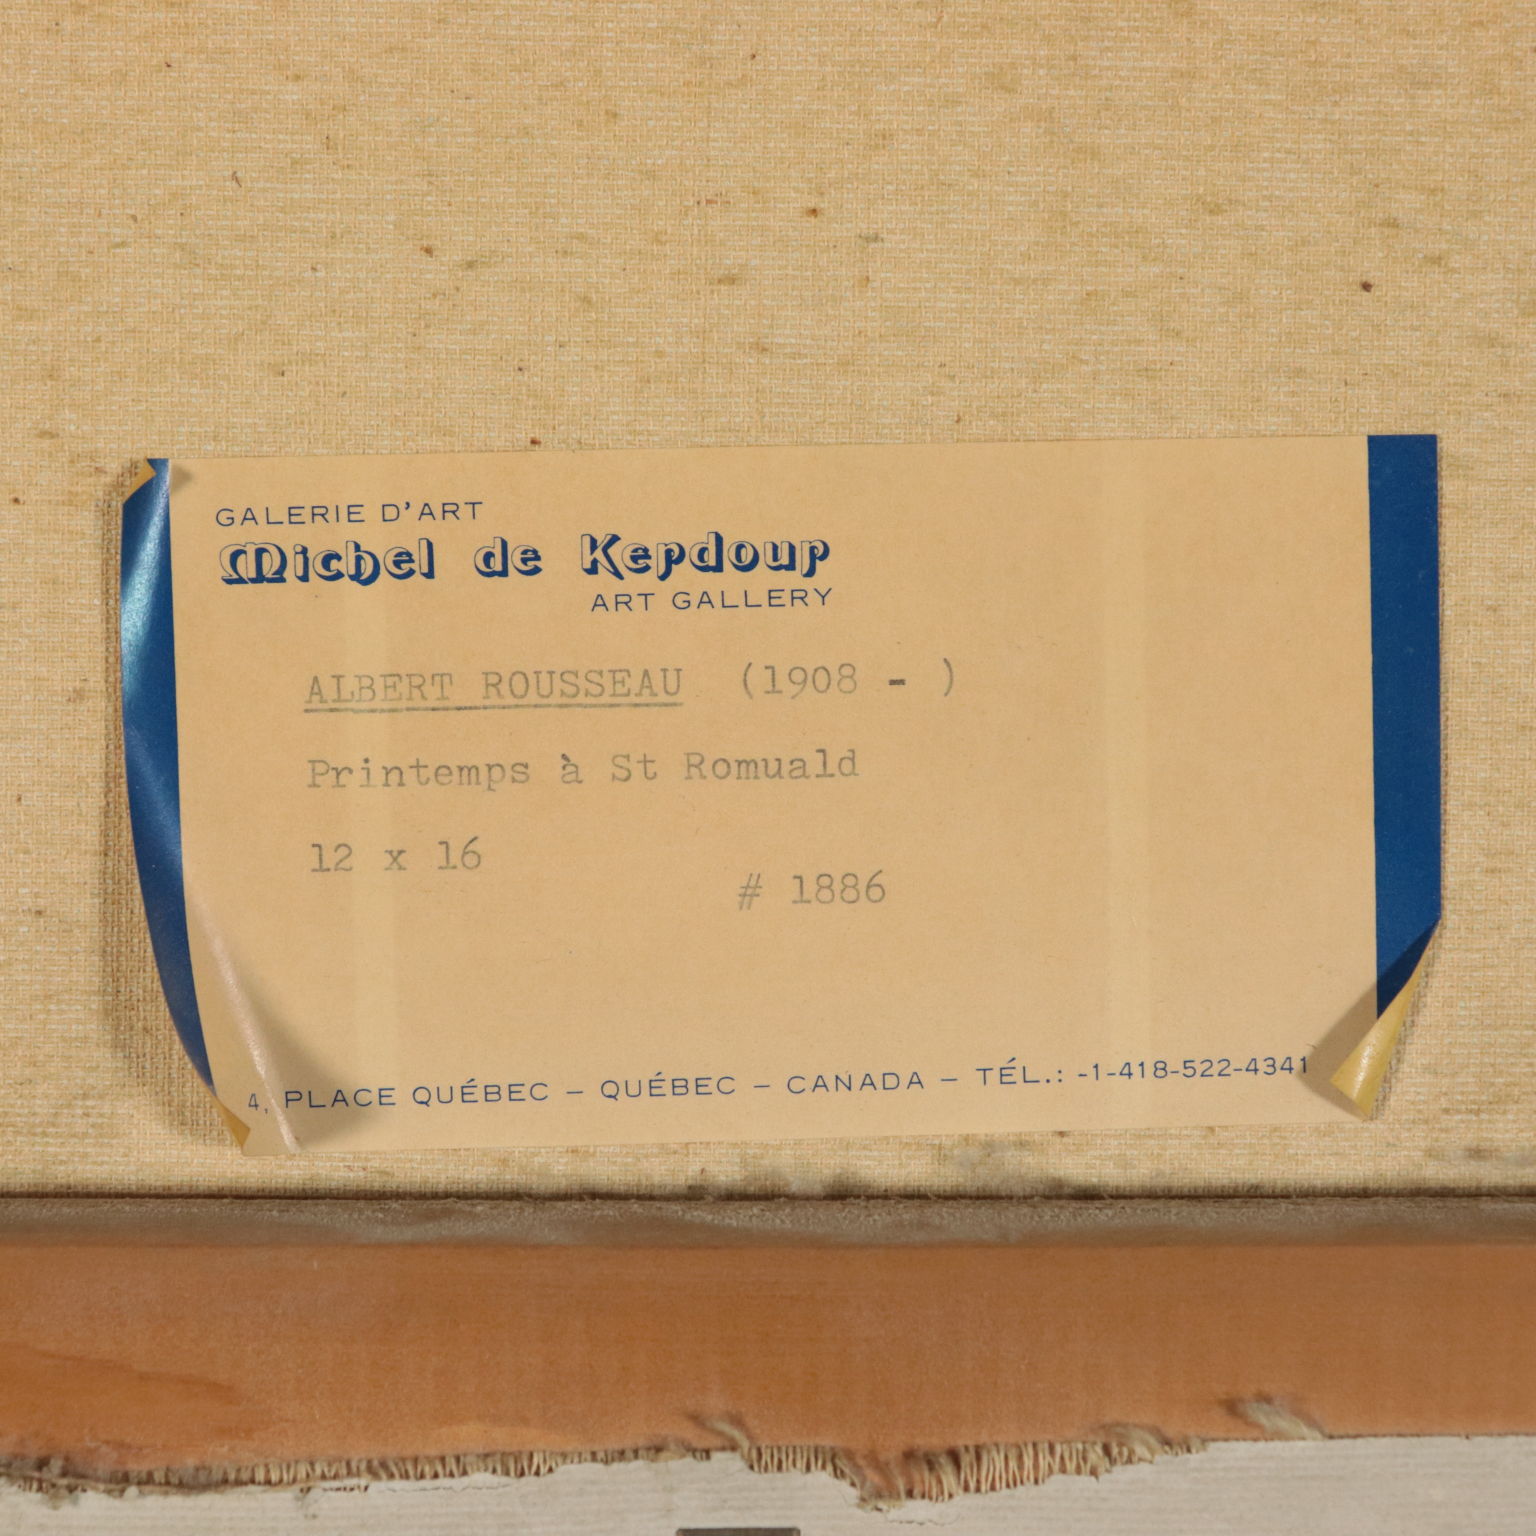 GALERIE D'ART
Michel de Kerdour
ART GALLERY
ALBERT ROUSSEAU (1908 - )
Printemps à St Romuald
12 x 16
# 1886
4, PLACE QUÉBEC – QUÉBEC – CANADA – TÉL.: -1-418-522-4341